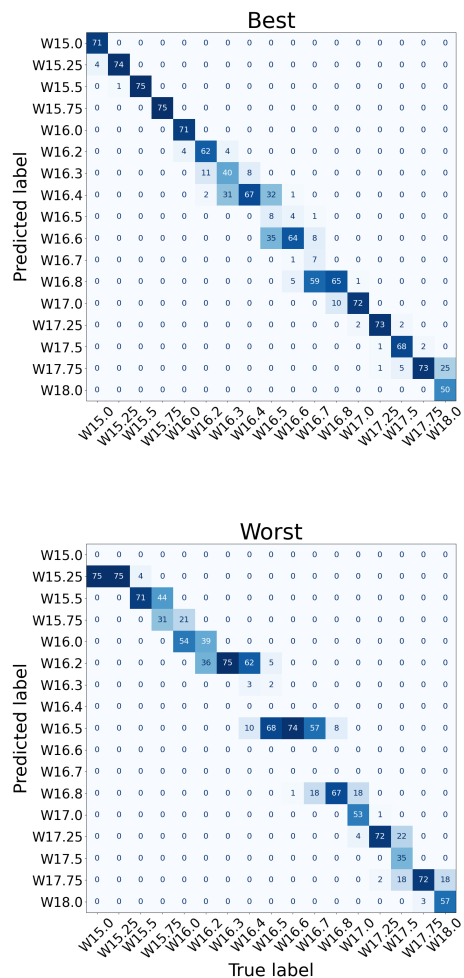 Best
Predicted label
W15.0 71 0 0 0 0 0 0 0 0 0 0 0 0 0 0 0 0
W15.25 4 74 0 0 0 0 0 0 0 0 0 0 0 0 0 0 0
W15.5 0 1 75 0 0 0 0 0 0 0 0 0 0 0 0 0 0
W15.75 0 0 0 75 0 0 0 0 0 0 0 0 0 0 0 0 0
W16.0 0 0 0 0 71 0 0 0 0 0 0 0 0 0 0 0 0
W16.2 0 0 0 0 4 62 4 0 0 0 0 0 0 0 0 0 0
W16.3 0 0 0 0 0 11 40 8 0 0 0 0 0 0 0 0 0
W16.4 0 0 0 0 0 2 31 67 32 1 0 0 0 0 0 0 0
W16.5 0 0 0 0 0 0 0 0 8 4 1 0 0 0 0 0 0
W16.6 0 0 0 0 0 0 0 0 35 64 8 0 0 0 0 0 0
W16.7 0 0 0 0 0 0 0 0 0 1 7 0 0 0 0 0 0
W16.8 0 0 0 0 0 0 0 0 0 5 59 65 1 0 0 0 0
W17.0 0 0 0 0 0 0 0 0 0 0 0 10 72 0 0 0 0
W17.25 0 0 0 0 0 0 0 0 0 0 0 0 2 73 2 0 0
W17.5 0 0 0 0 0 0 0 0 0 0 0 0 0 1 68 2 0
W17.75 0 0 0 0 0 0 0 0 0 0 0 0 0 1 5 73 25
W18.0 0 0 0 0 0 0 0 0 0 0 0 0 0 0 0 0 50
W15.0 W15.25 W15.5 W15.75 W16.0 W16.2 W16.3 W16.4 W16.5 W16.6 W16.7 W16.8 W17.0 W17.25 W17.5 W17.75 W18.0
Worst
Predicted label
W15.0 0 0 0 0 0 0 0 0 0 0 0 0 0 0 0 0 0
W15.25 75 75 4 0 0 0 0 0 0 0 0 0 0 0 0 0 0
W15.5 0 0 71 44 0 0 0 0 0 0 0 0 0 0 0 0 0
W15.75 0 0 0 31 21 0 0 0 0 0 0 0 0 0 0 0 0
W16.0 0 0 0 0 54 39 0 0 0 0 0 0 0 0 0 0 0
W16.2 0 0 0 0 0 36 75 62 5 0 0 0 0 0 0 0 0
W16.3 0 0 0 0 0 0 0 3 2 0 0 0 0 0 0 0 0
W16.4 0 0 0 0 0 0 0 0 0 0 0 0 0 0 0 0 0
W16.5 0 0 0 0 0 0 0 10 68 74 57 8 0 0 0 0 0
W16.6 0 0 0 0 0 0 0 0 0 0 0 0 0 0 0 0 0
W16.7 0 0 0 0 0 0 0 0 0 0 0 0 0 0 0 0 0
W16.8 0 0 0 0 0 0 0 0 0 1 18 67 18 0 0 0 0
W17.0 0 0 0 0 0 0 0 0 0 0 0 0 53 1 0 0 0
W17.25 0 0 0 0 0 0 0 0 0 0 0 0 4 72 22 0 0
W17.5 0 0 0 0 0 0 0 0 0 0 0 0 0 0 35 0 0
W17.75 0 0 0 0 0 0 0 0 0 0 0 0 0 2 18 72 18
W18.0 0 0 0 0 0 0 0 0 0 0 0 0 0 0 0 3 57
W15.0 W15.25 W15.5 W15.75 W16.0 W16.2 W16.3 W16.4 W16.5 W16.6 W16.7 W16.8 W17.0 W17.25 W17.5 W17.75 W18.0
True label